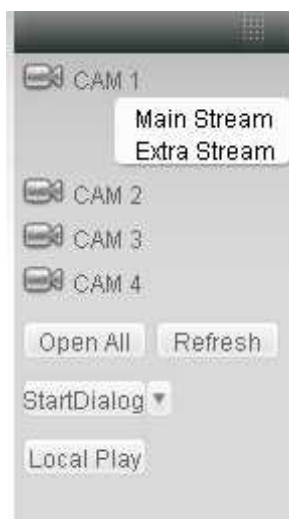 CAM 1
Main Stream
Extra Stream
CAM 2
CAM 3
CAM 4
Open All Refresh
StartDialog
Local Play